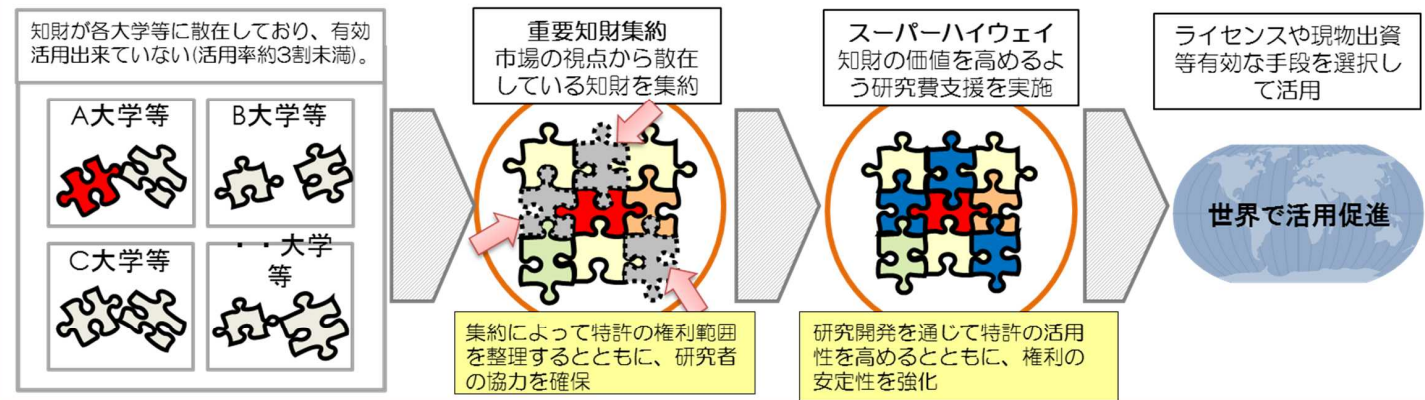 知財が各大学等に散在しており、有効
活用出来ていない(活用率約3割未満)。
A大学等
B大学等
C大学等
・・大学
等
重要知財集約
市場の視点から散在
している知財を集約
集約によって特許の権利範囲
を整理するとともに、研究者
の協力を確保
スーパーハイウェイ
知財の価値を高めるよ
う研究費支援を実施
研究開発を通じて特許の活用
性を高めるとともに、権利の
安定性を強化
ライセンスや現物出資
等有効な手段を選択し
て活用
世界で活用促進